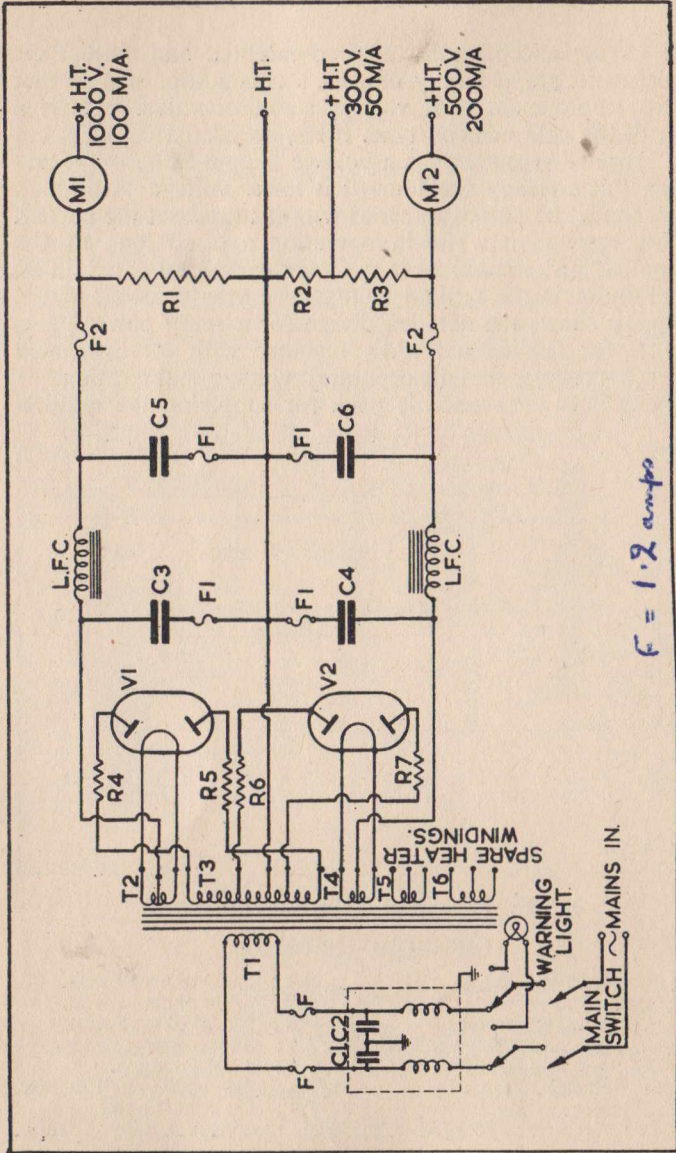 M1
+H.T.
1000 V.
100 M/A
-H.T.
+H.T
300V
50M/A
M2
+H.T.
500 V.
200M/A
R1
R2
R3
F2
F2
C5
F1
F1
C6
L.F.C.
L.F.C.
C3
F1
F1
C4
V1
V2
R4
R5
R6
R7
T2
T3
T4
T5
T6
SPARE HEATER
WINDINGS.
T1
F
F
C1
C2
WARNING
LIGHT
MAIN
SWITCH
~MAINS IN.
F = 1.2 amps